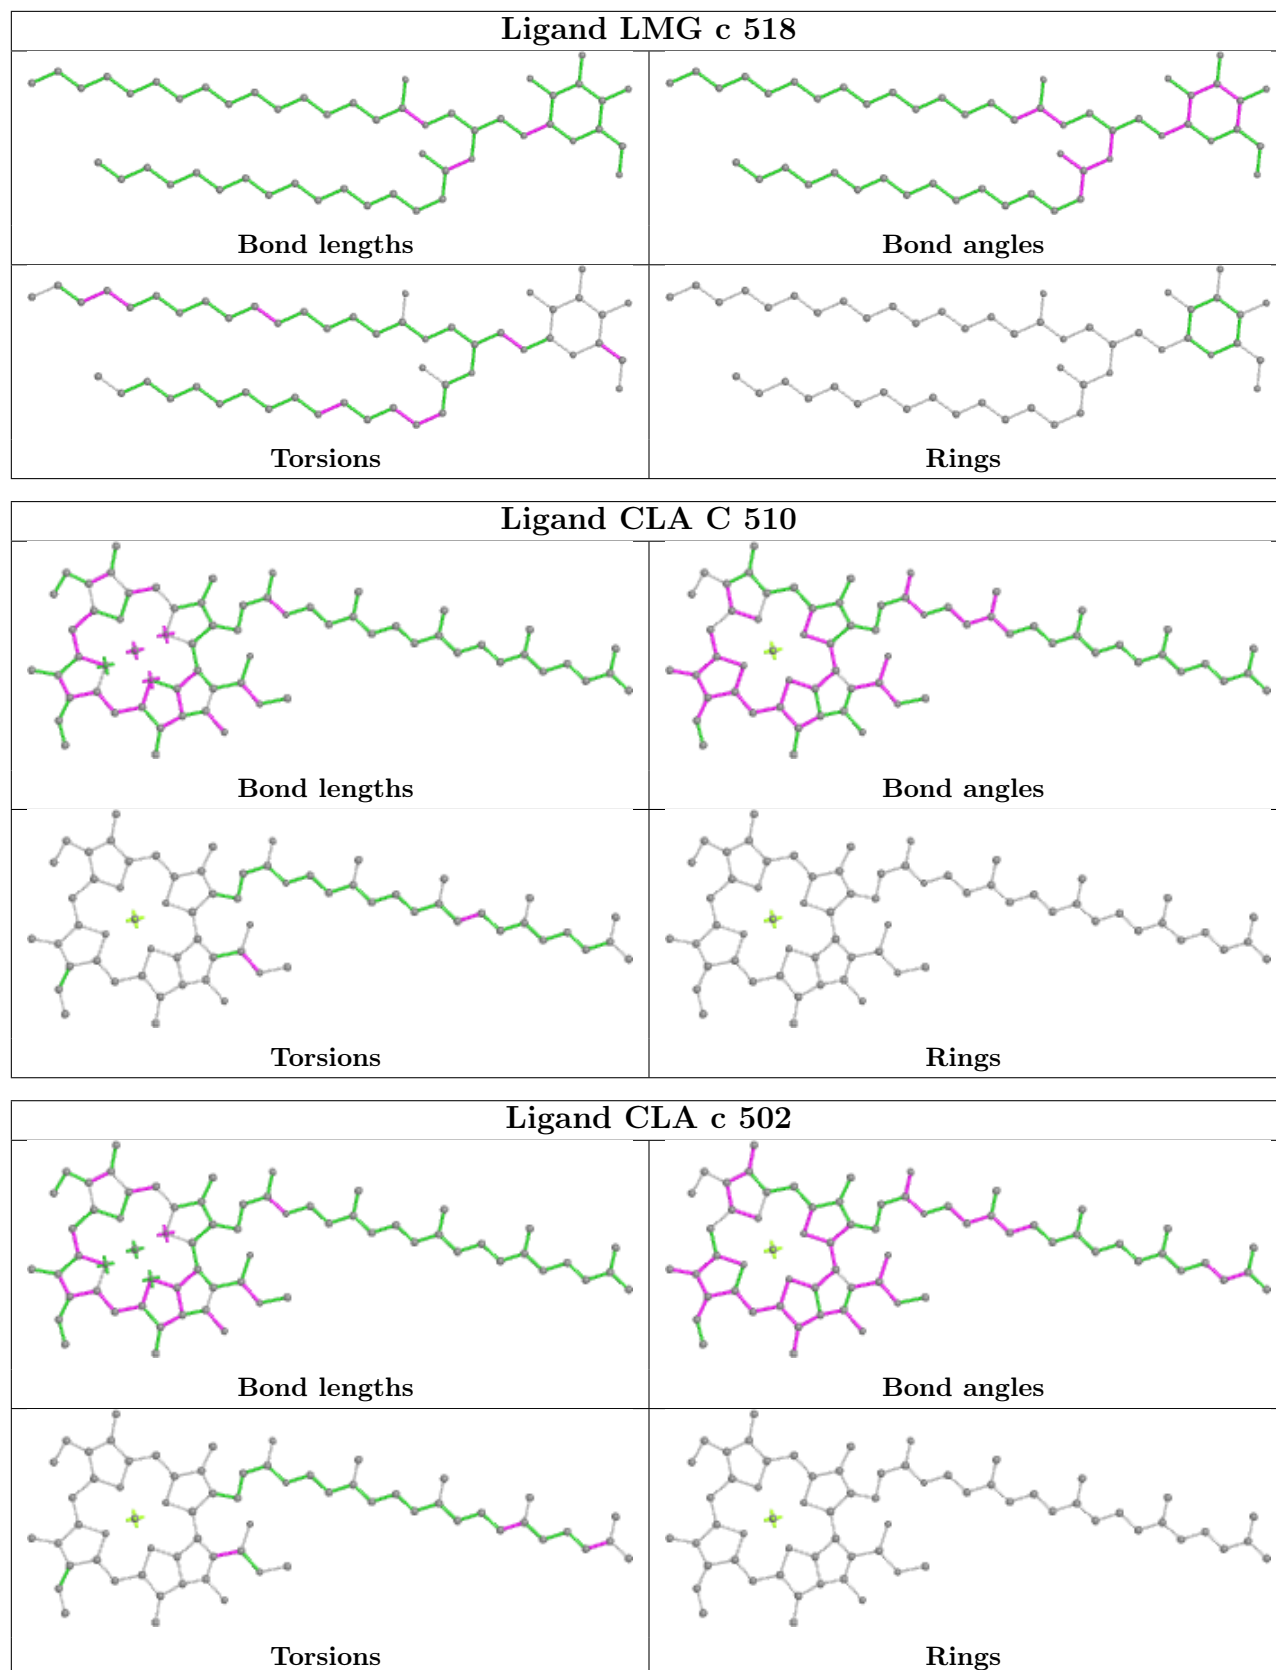 Ligand LMG c 518
Bond lengths
Bond angles
Torsions
Rings
Ligand CLA C 510
Bond lengths
Bond angles
Torsions
Rings
Ligand CLA c 502
Bond lengths
Bond angles
Torsions
Rings